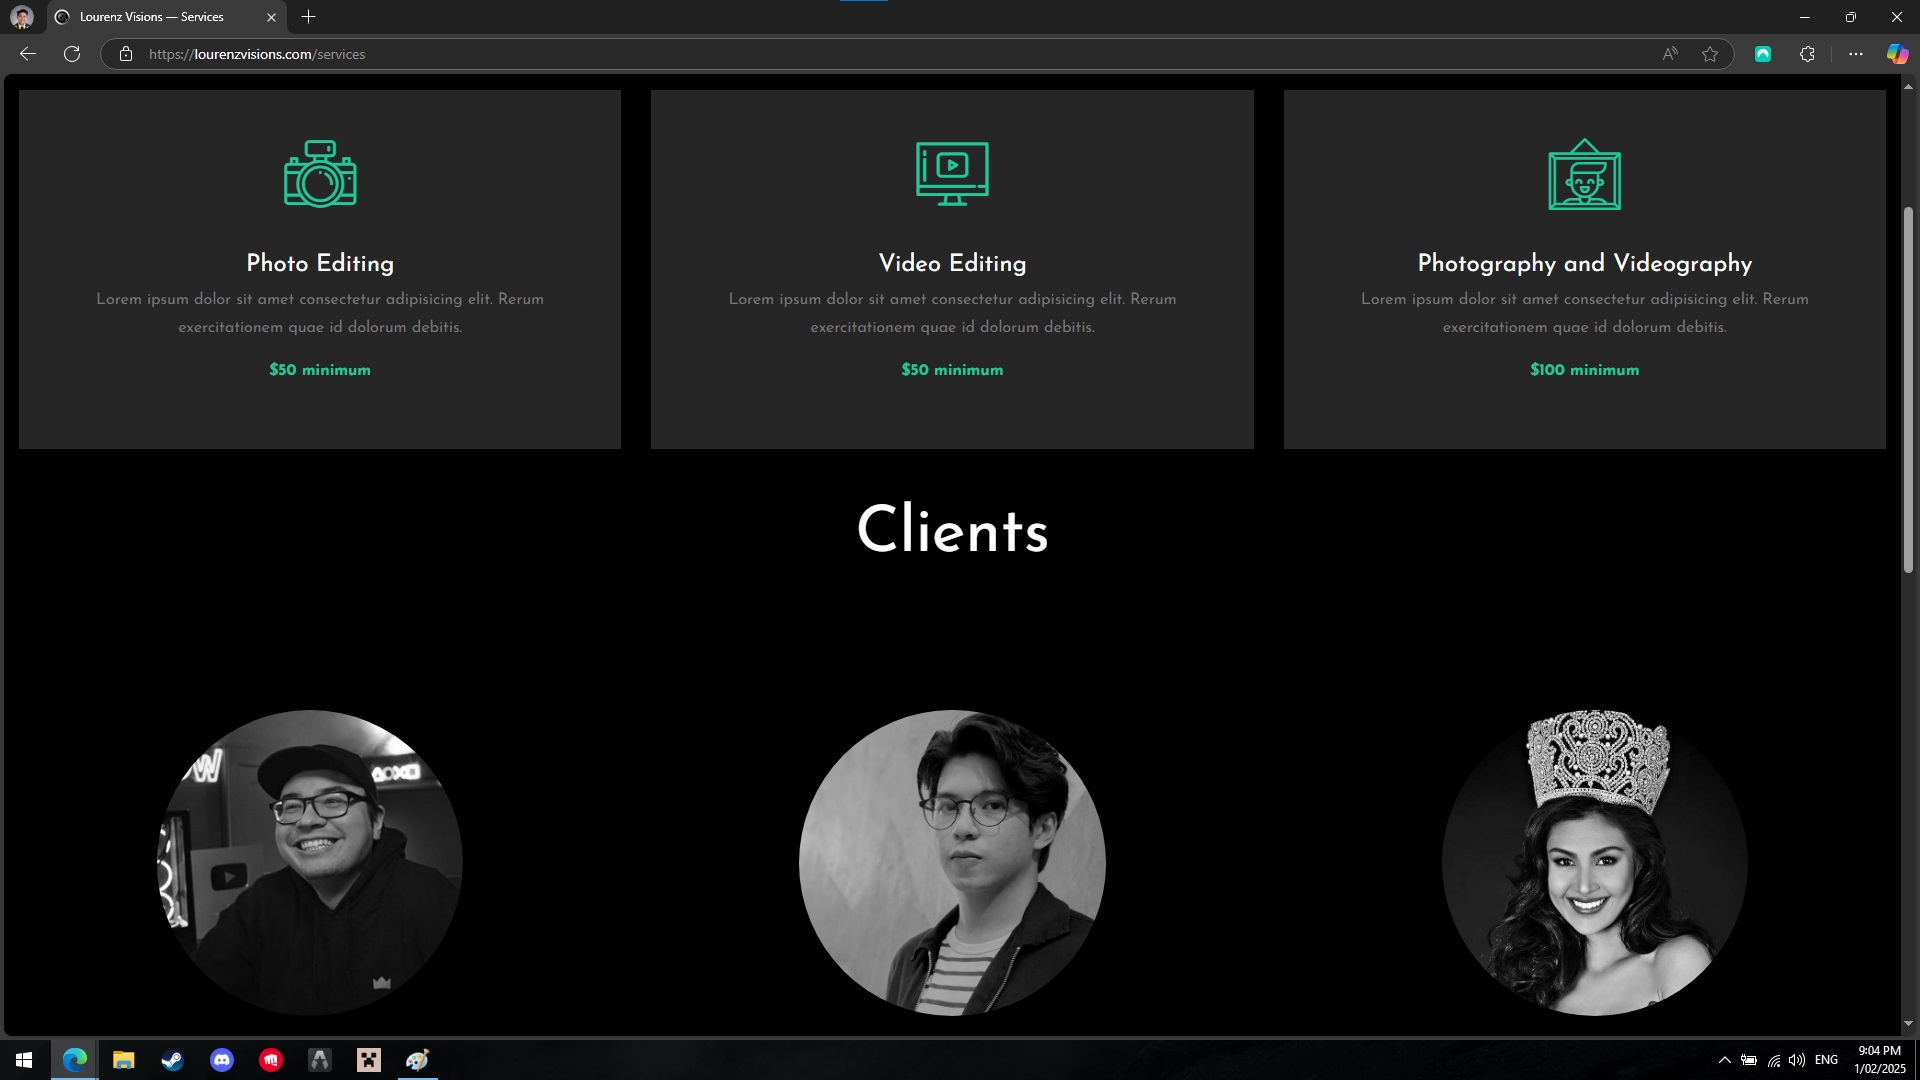 Lourenz Visions — Services
https://lourenzvisions.com/services
Photo Editing
Lorem ipsum dolor sit amet consectetur adipisicing elit. Rerum
exercitationem quae id dolorum debitis.
$50 minimum
Video Editing
Lorem ipsum dolor sit amet consectetur adipisicing elit. Rerum
exercitationem quae id dolorum debitis.
$50 minimum
Photography and Videography
Lorem ipsum dolor sit amet consectetur adipisicing elit. Rerum
exercitationem quae id dolorum debitis.
$100 minimum
Clients
ENG
9:04 PM
1/02/2025